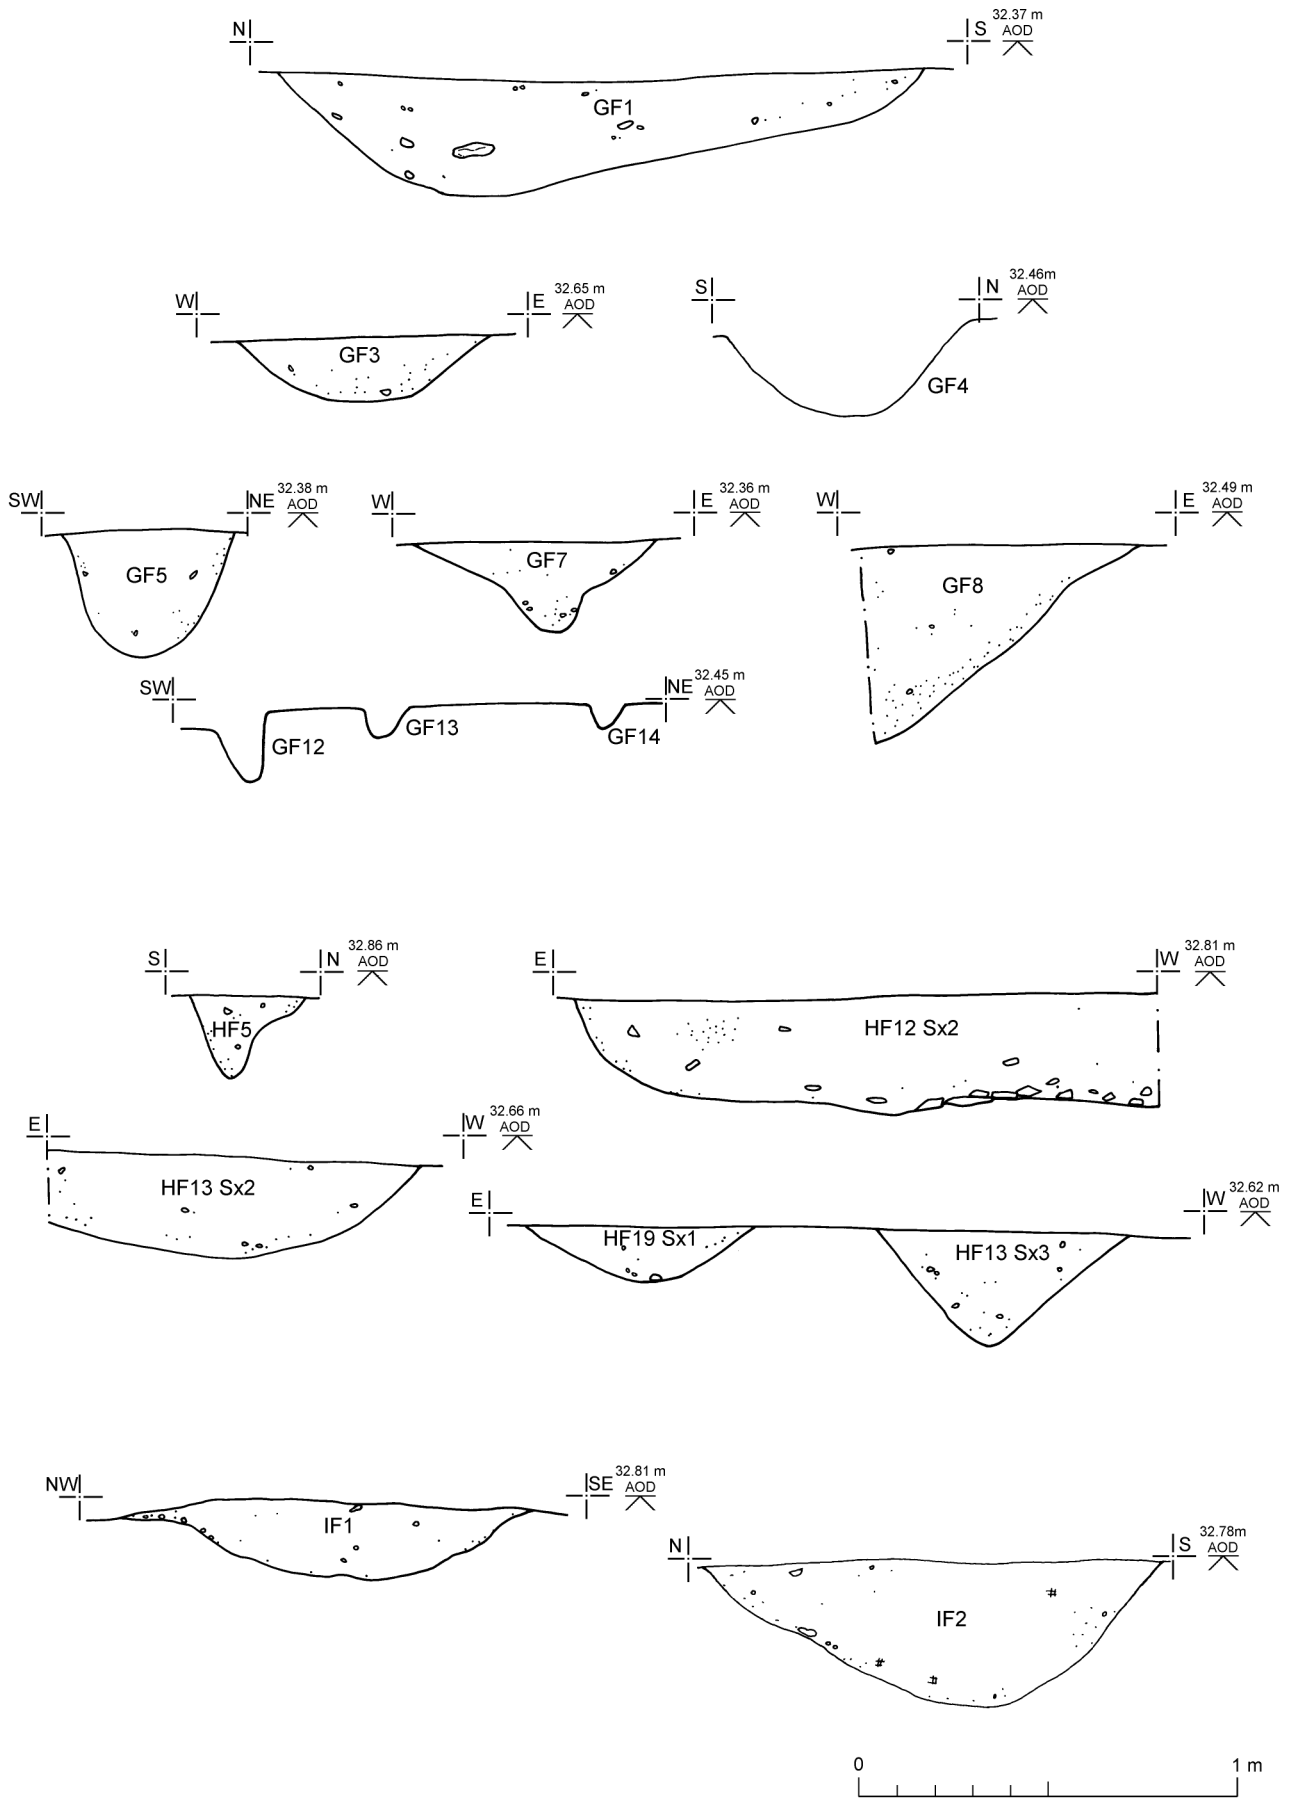 N
S
32.37 m
AOD
GF1
W
E
32.65 m
AOD
GF3
S
N
32.46m
AOD
GF4
SW
NE
32.38 m
AOD
GF5
W
E
32.36 m
AOD
GF7
W
E
32.49 m
AOD
GF8
SW
NE
32.45 m
AOD
GF12
GF13
GF14
S
N
32.86 m
AOD
HF5
E
W
32.81 m
AOD
HF12 Sx2
E
W
32.66 m
AOD
HF13 Sx2
E
W
32.62 m
AOD
HF19 Sx1
HF13 Sx3
NW
SE
32.81 m
AOD
IF1
N
S
32.78m
AOD
IF2
0
1 m